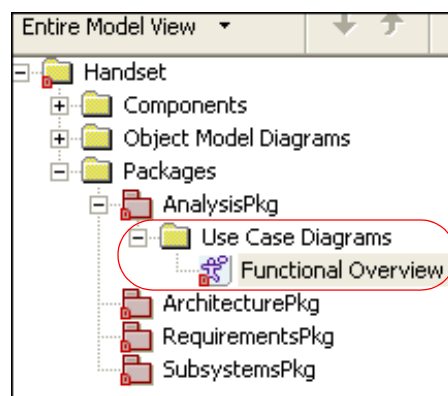 Entire Model View
Handset
Components
Object Model Diagrams
Packages
AnalysisPkg
Use Case Diagrams
Functional Overview
ArchitecturePkg
RequirementsPkg
SubsystemsPkg